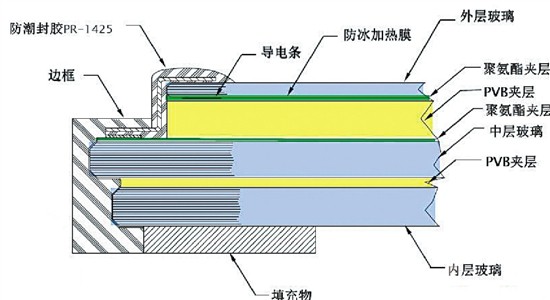 外层玻璃
防潮封胶PR-1425
导电条
防冰加热膜
边框
聚氨酯夹层
PVB夹层
聚氨酯夹层
中层玻璃
PVB夹层
内层玻璃
填充物